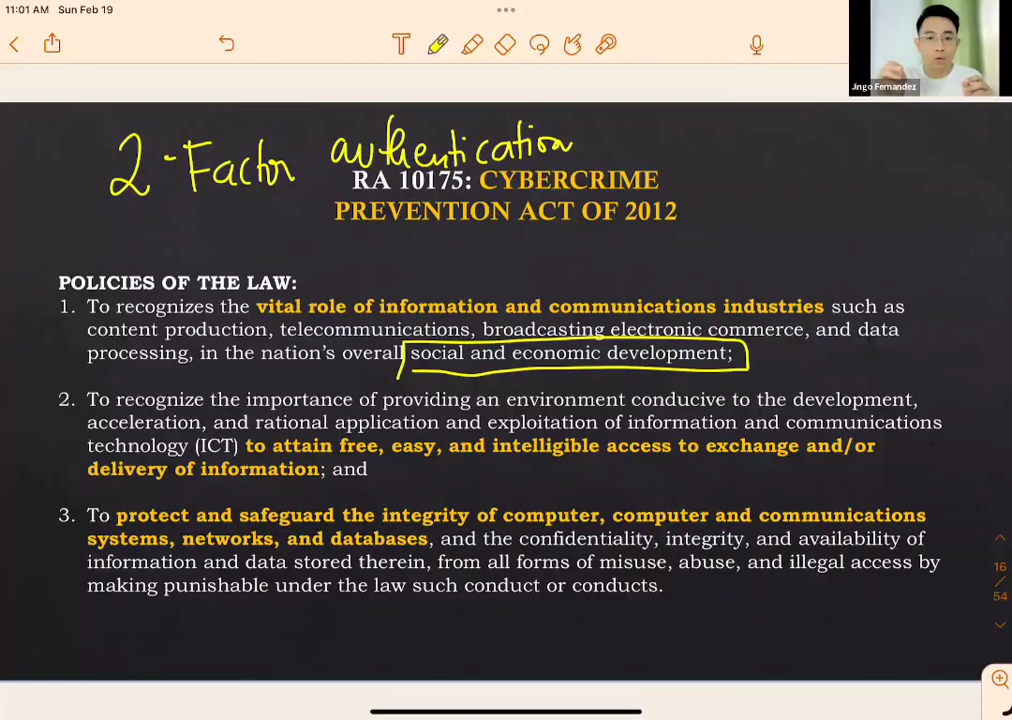 11:01 AM Sun Feb 19
Jingo Fernandez
2-Factor authentication
RA 10175: CYBERCRIME
PREVENTION ACT OF 2012
POLICIES OF THE LAW:
1. To recognizes the vital role of information and communications industries such as
content production, telecommunications, broadcasting electronic commerce, and data
processing, in the nation's overall social and economic development;
2. To recognize the importance of providing an environment conducive to the development,
acceleration, and rational application and exploitation of information and communications
technology (ICT) to attain free, easy, and intelligible access to exchange and/or
delivery of information; and
3. To protect and safeguard the integrity of computer, computer and communications
systems, networks, and databases, and the confidentiality, integrity, and availability of
information and data stored therein, from all forms of misuse, abuse, and illegal access by
making punishable under the law such conduct or conducts.
16
/
54